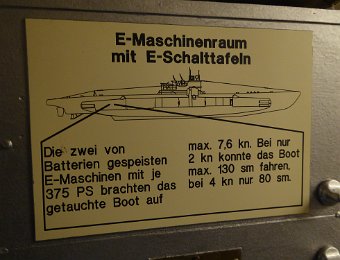 E-Maschinenraum
mit E-Schalttafeln
Die zwei von
Batterien gespeisten
E-Maschinen mit je
375 PS brachten das
getauchte Boot auf
max. 7,6 kn. Bei nur
2 kn konnte das Boot
max. 130 sm fahren,
bei 4 kn nur 80 sm.